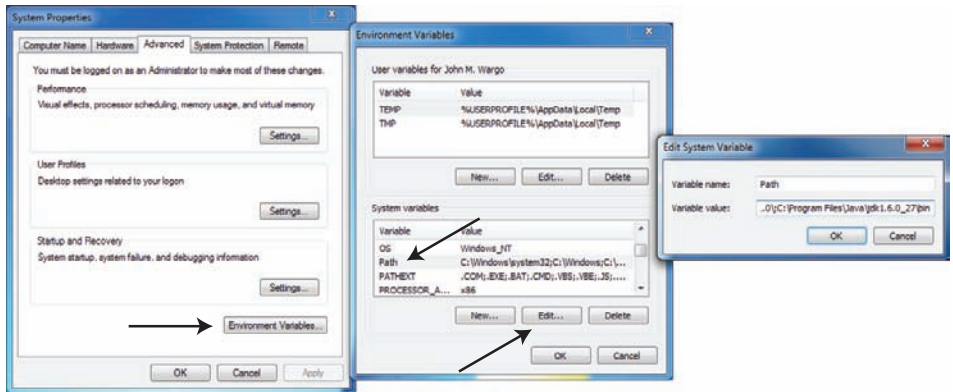 System Properties
Computer Name Hardware Advanced System Protection Remote
You must be logged on as an Administrator to make most of these changes.
Performance
Visual effects, processor scheduling, memory usage, and virtual memory
Settings...
User Profiles
Desktop settings related to your logon
Settings...
Startup and Recovery
System startup, system failure, and debugging information
Settings...
Environment Variables...
OK Cancel Apply
Environment Variables
User variables for John M. Wargo
Variable Value
TEMP %USERPROFILE%\AppData\Local\Temp
TMP %USERPROFILE%\AppData\Local\Temp
New... Edit... Delete
System variables
Variable Value
OS Windows_NT
Path C:\Windows\system32;C:\Windows;C:\...
PATHEXT .COM;.EXE;.BAT;.CMD;.VBS;.VBE;.JS;....
PROCESSOR_A... x86
New... Edit... Delete
OK Cancel
Edit System Variable
Variable name: Path
Variable value: .0\;C:\Program Files\Java\jdk1.6.0_27\bin
OK Cancel